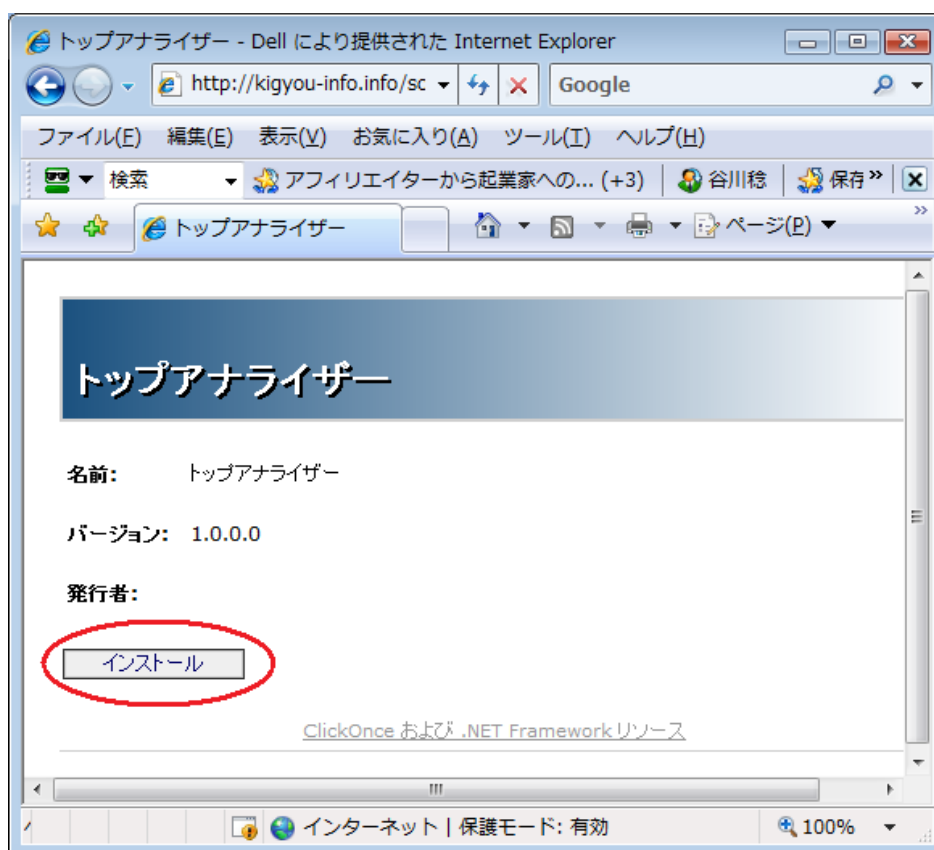 トップアナライザー - Dell により提供された Internet Explorer
http://kigyou-info.info/sc
Google
ファイル(F) 編集(E) 表示(V) お気に入り(A) ツール(T) ヘルプ(H)
検索 アフィリエイターから起業家への... (+3) 谷川稔 保存
トップアナライザー ページ(P)
トップアナライザー
名前: トップアナライザー
バージョン: 1.0.0.0
発行者:
インストール
ClickOnce および .NET Framework リソース
インターネット | 保護モード: 有効 100%